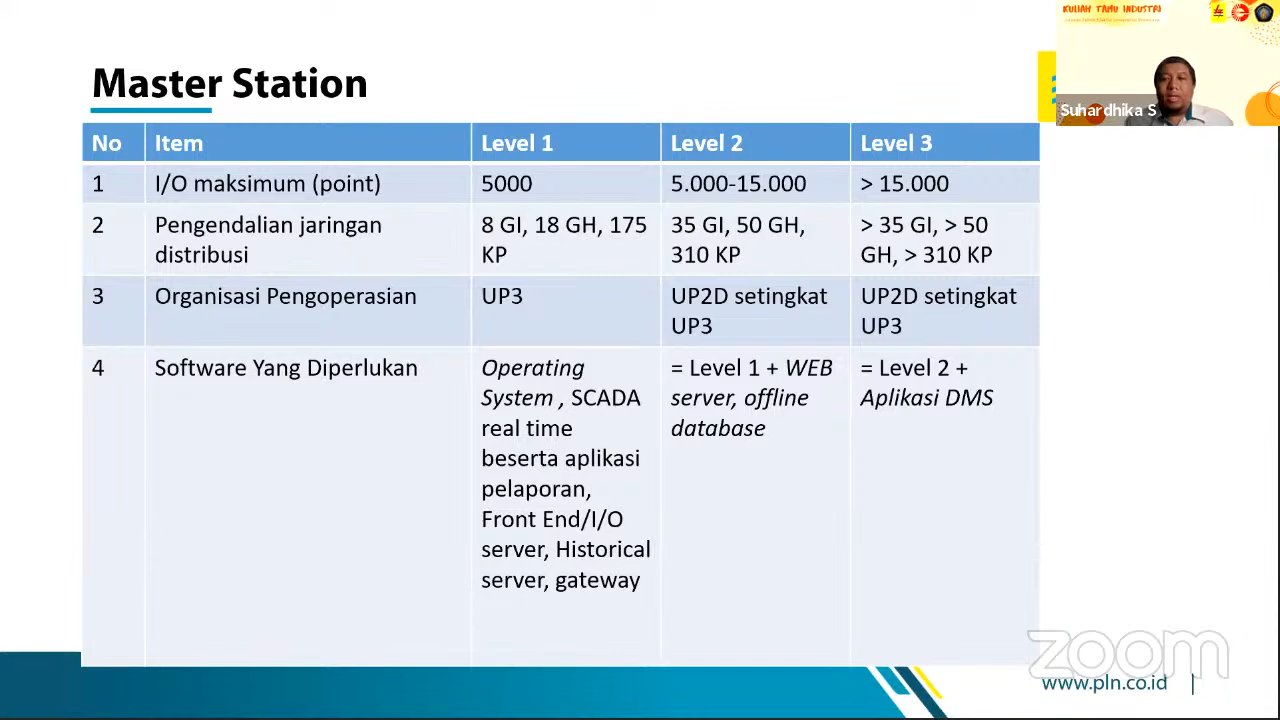 KULIAH TAMU INDUSTRI
Suhardhika S
Master Station
No Item Level 1 Level 2 Level 3
1 I/O maksimum (point) 5000 5.000-15.000 > 15.000
2 Pengendalian jaringan 8 GI, 18 GH, 175 35 GI, 50 GH, > 35 GI, > 50
distribusi KP 310 KP GH, > 310 KP
3 Organisasi Pengoperasian UP3 UP2D setingkat UP2D setingkat
UP3 UP3
4 Software Yang Diperlukan Operating = Level 1 + WEB = Level 2 +
System , SCADA server, offline Aplikasi DMS
real time database
beserta aplikasi
pelaporan,
Front End/I/O
server, Historical
server, gateway
zoom
www.pln.co.id |